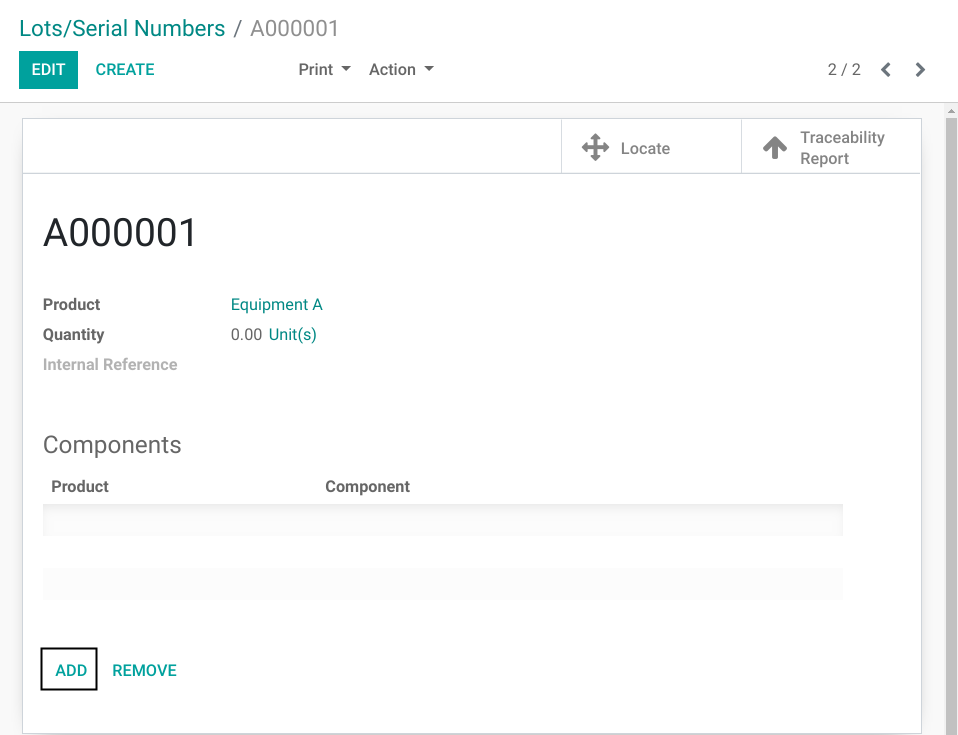 Lots/Serial Numbers / A000001
EDIT CREATE Print Action 2 / 2
Locate
Traceability
Report
A000001
Product Equipment A
Quantity 0.00 Unit(s)
Internal Reference
Components
Product Component
ADD REMOVE